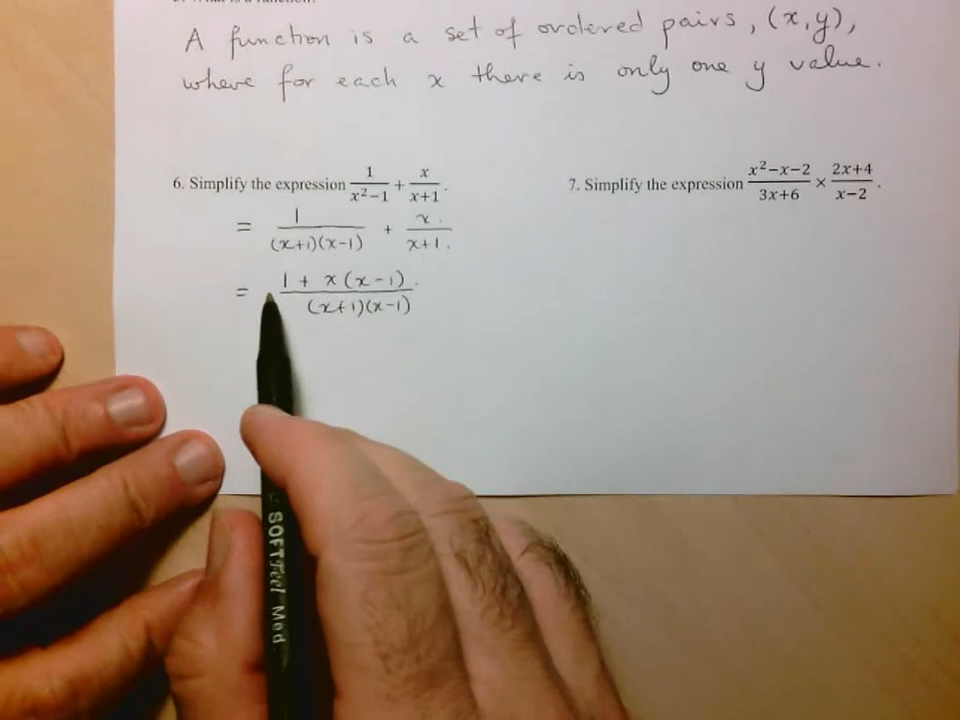 A function is a set of ordered pairs, (x,y),
where for each x there is only one y value.
6. Simplify the expression 1/(x²−1) + x/(x+1).
= 1/((x+1)(x-1)) + x/(x+1).
= (1 + x(x-1))/((x+1)(x-1))
7. Simplify the expression (x²−x−2)/(3x+6) × (2x+4)/(x−2).
SOFTFeel Med